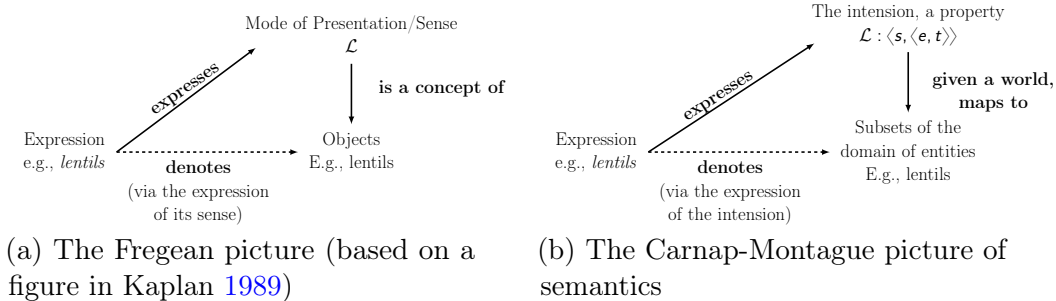 Mode of Presentation/Sense
ℒ
expresses
is a concept of
Expression
e.g., lentils
Objects
E.g., lentils
denotes
(via the expression
of its sense)
(a) The Fregean picture (based on a
figure in Kaplan 1989)
The intension, a property
ℒ : ⟨s, ⟨e, t⟩⟩
expresses
given a world,
maps to
Expression
e.g., lentils
Subsets of the
domain of entities
E.g., lentils
denotes
(via the expression
of the intension)
(b) The Carnap-Montague picture of
semantics